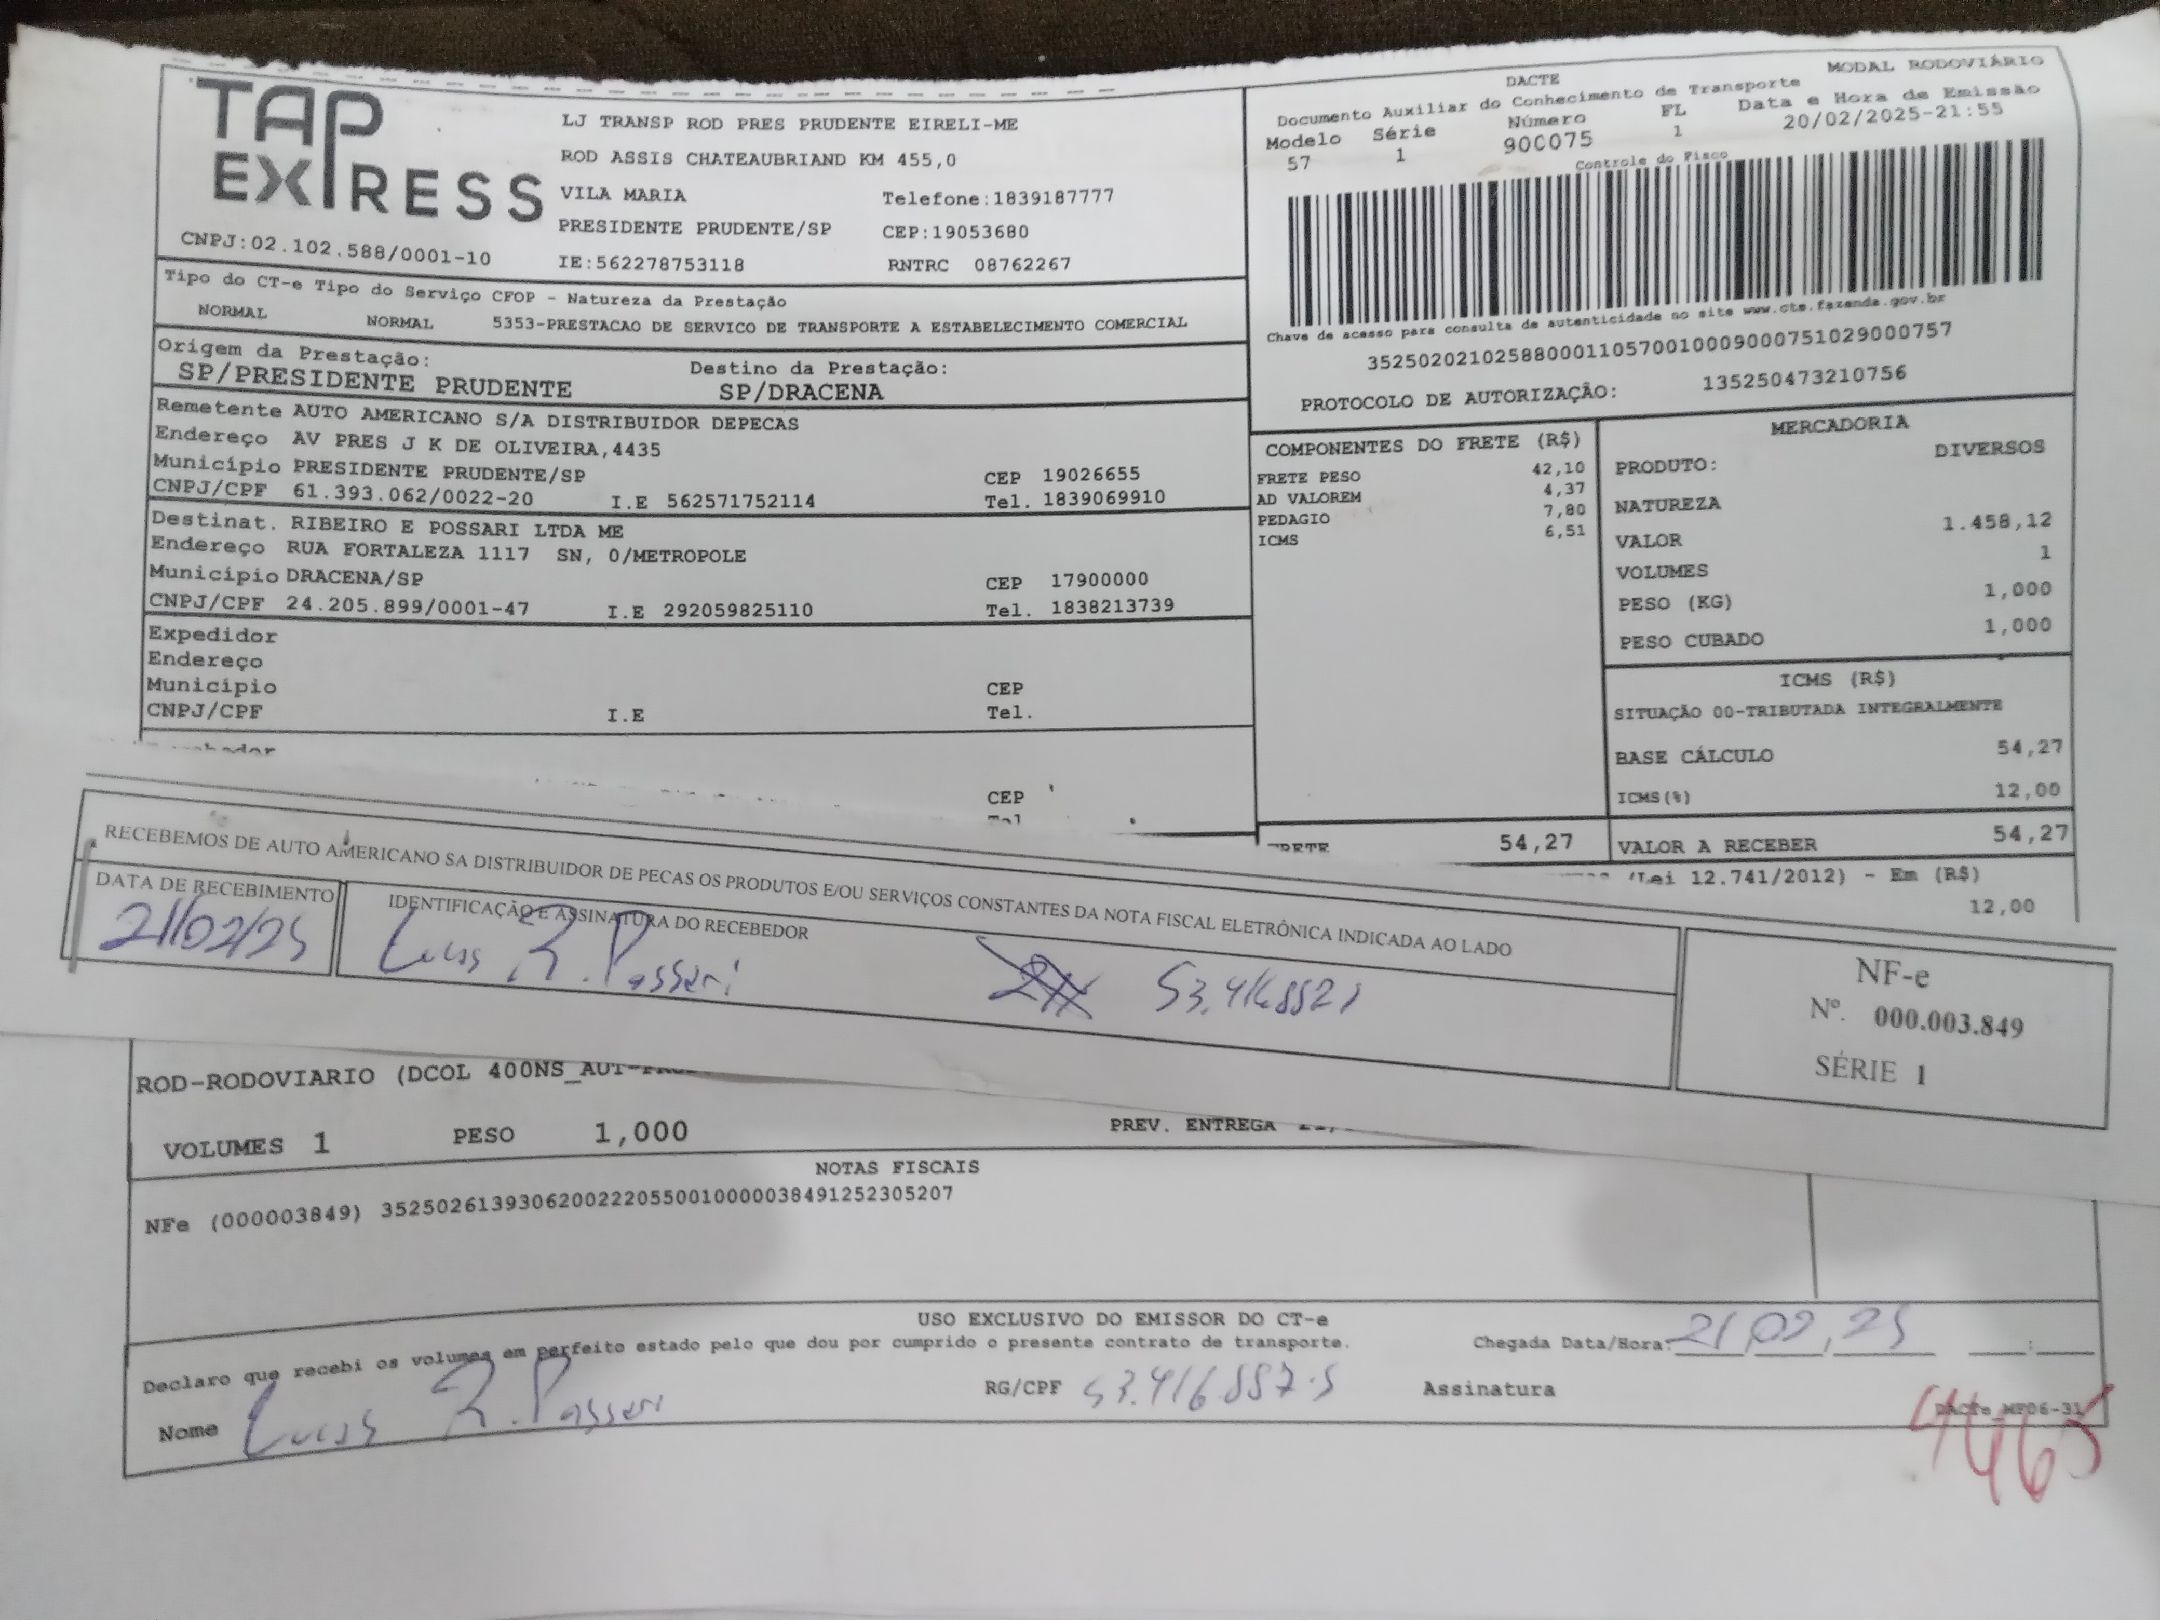 TAP EXPRESS
CNPJ:02.102.588/0001-10
LJ TRANSP ROD PRES PRUDENTE EIRELI-ME
ROD ASSIS CHATEAUBRIAND KM 455,0
VILA MARIA Telefone:1839187777
PRESIDENTE PRUDENTE/SP CEP:19053680
IE:562278753118 RNTRC 08762267
DACTE MODAL RODOVIÁRIO
Documento Auxiliar do Conhecimento de Transporte
Modelo Série Número FL Data e Hora de Emissão
57 1 900075 1 20/02/2025-21:55
Controle do Fisco
Chave de acesso para consulta de autenticidade no site www.cte.fazenda.gov.br
35250202102588000110570010009000751029000757
PROTOCOLO DE AUTORIZAÇÃO: 135250473210756
Tipo do CT-e Tipo do Serviço CFOP - Natureza da Prestação
NORMAL NORMAL 5353-PRESTACAO DE SERVICO DE TRANSPORTE A ESTABELECIMENTO COMERCIAL
Origem da Prestação: Destino da Prestação:
SP/PRESIDENTE PRUDENTE SP/DRACENA
Remetente AUTO AMERICANO S/A DISTRIBUIDOR DEPECAS
Endereço AV PRES J K DE OLIVEIRA,4435
Município PRESIDENTE PRUDENTE/SP CEP 19026655
CNPJ/CPF 61.393.062/0022-20 I.E 562571752114 Tel. 1839069910
Destinat. RIBEIRO E POSSARI LTDA ME
Endereço RUA FORTALEZA 1117 SN, 0/METROPOLE
Município DRACENA/SP CEP 17900000
CNPJ/CPF 24.205.899/0001-47 I.E 292059825110 Tel. 1838213739
Expedidor
Endereço
Município CEP
CNPJ/CPF I.E Tel.
CEP
COMPONENTES DO FRETE (R$)
FRETE PESO 42,10
AD VALOREM 4,37
PEDAGIO 7,80
ICMS 6,51
MERCADORIA
PRODUTO: DIVERSOS
NATUREZA
VALOR 1.458,12
VOLUMES 1
PESO (KG) 1,000
PESO CUBADO 1,000
ICMS (R$)
SITUAÇÃO 00-TRIBUTADA INTEGRALMENTE
BASE CÁLCULO 54,27
ICMS(%) 12,00
54,27 VALOR A RECEBER 54,27
(Lei 12.741/2012) - Em (R$)
12,00
RECEBEMOS DE AUTO AMERICANO SA DISTRIBUIDOR DE PECAS OS PRODUTOS E/OU SERVIÇOS CONSTANTES DA NOTA FISCAL ELETRÔNICA INDICADA AO LADO
DATA DE RECEBIMENTO IDENTIFICAÇÃO E ASSINATURA DO RECEBEDOR
21/02/25 Lucas R. Possari
NF-e
Nº. 000.003.849
SÉRIE 1
ROD-RODOVIARIO (DCOL 400NS_AUT-
VOLUMES 1 PESO 1,000 PREV. ENTREGA
NOTAS FISCAIS
NFe (000003849) 35250261393062002220550010000038491252305207
USO EXCLUSIVO DO EMISSOR DO CT-e
Declaro que recebi os volumes em perfeito estado pelo que dou por cumprido o presente contrato de transporte. Chegada Data/Hora: 21 02 25 :
Nome Lucas R. Possari RG/CPF 53.416.887-5 Assinatura